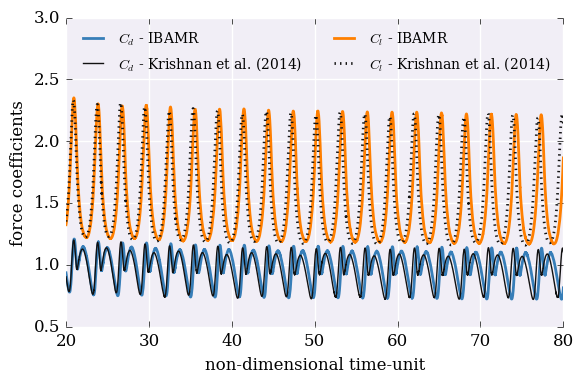 3.0
2.5
2.0
1.5
1.0
0.5
force coefficients
C_d - IBAMR
C_d - Krishnan et al. (2014)
C_l - IBAMR
C_l - Krishnan et al. (2014)
20 30 40 50 60 70 80
non-dimensional time-unit